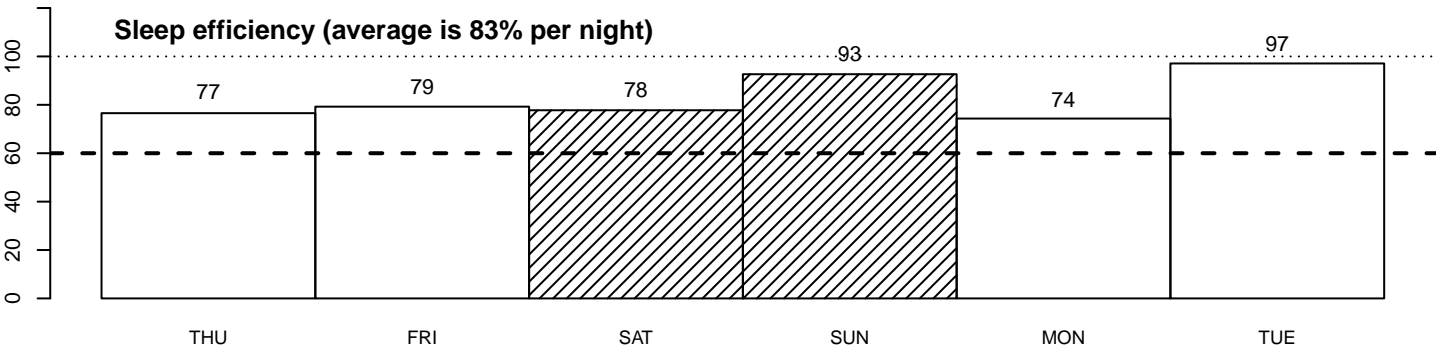 Sleep efficiency (average is 83% per night)
100
80
60
40
20
0
77
79
78
93
74
97
THU
FRI
SAT
SUN
MON
TUE